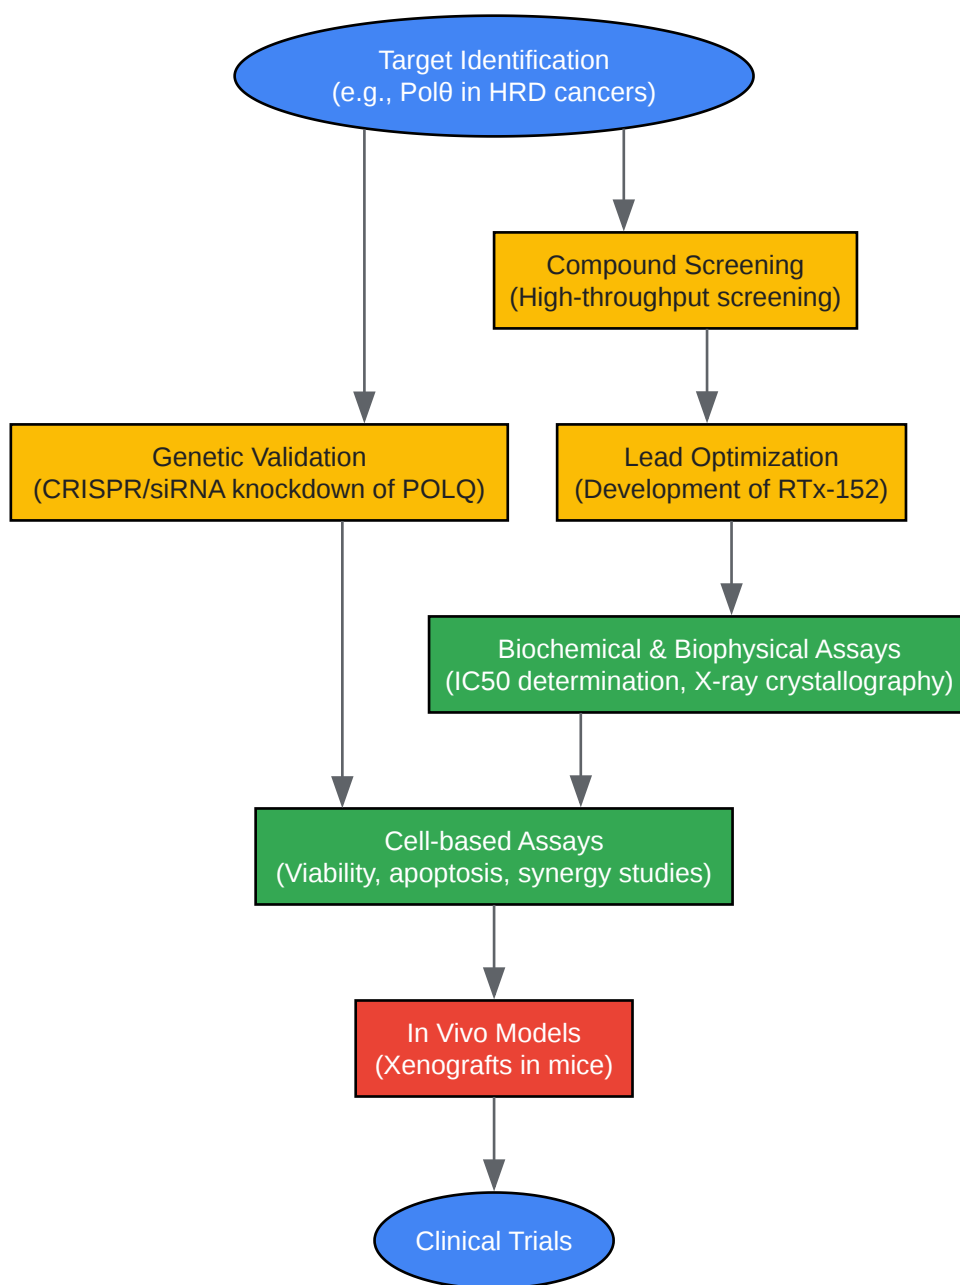 Target Identification
(e.g., Polθ in HRD cancers)
Compound Screening
(High-throughput screening)
Genetic Validation
(CRISPR/siRNA knockdown of POLQ)
Lead Optimization
(Development of RTx-152)
Biochemical & Biophysical Assays
(IC50 determination, X-ray crystallography)
Cell-based Assays
(Viability, apoptosis, synergy studies)
In Vivo Models
(Xenografts in mice)
Clinical Trials